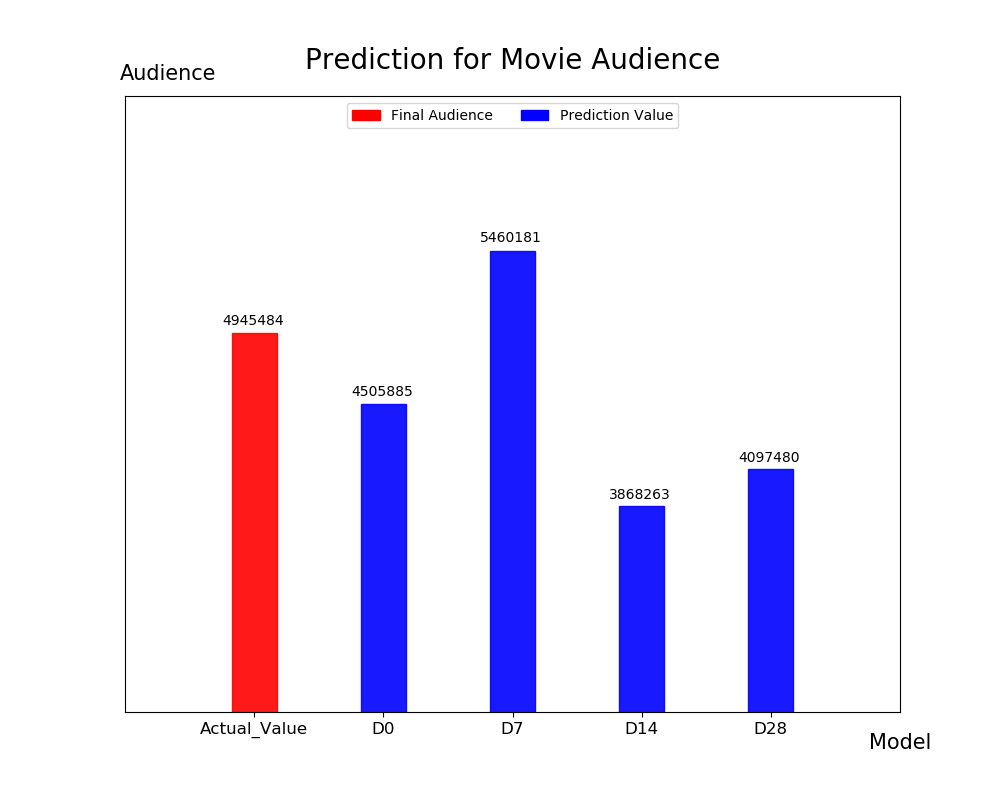 Prediction for Movie Audience
Audience
Final Audience
Prediction Value
5460181
4945484
4505885
4097480
3868263
Actual_Value
D0
D7
D14
D28
Model